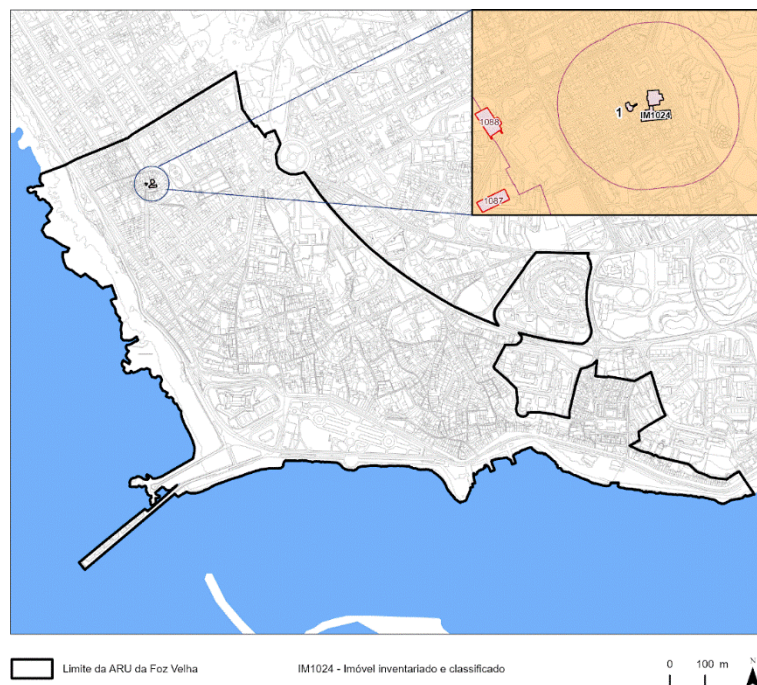 1088
1
IM1024
1087
Limite da ARU da Foz Velha
IM1024 - Imóvel inventariado e classificado
0 100 m
N